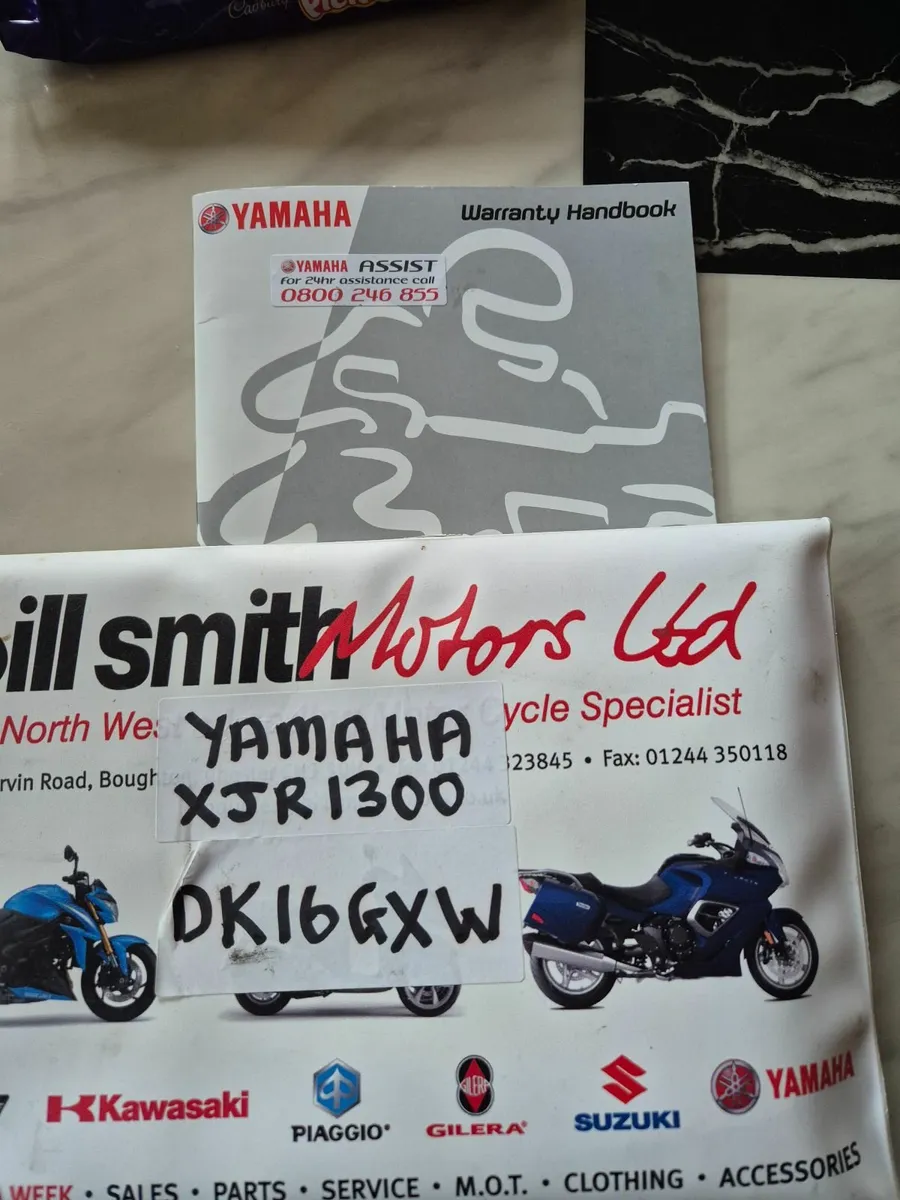 Cadbury
YAMAHA
Warranty Handbook
YAMAHA ASSIST
For 24hr assistance call
0800 246 855
ill smith Motors Ltd
North Wes ycle Specialist
rvin Road, Bough 323845 • Fax: 01244 350118
YAMAHA
XJR1300
DK16GXW
Kawasaki
PIAGGIO®
GILERA
GILERA®
SUZUKI
YAMAHA
WEEK • SALES • PARTS • SERVICE • M.O.T. • CLOTHING • ACCESSORIES